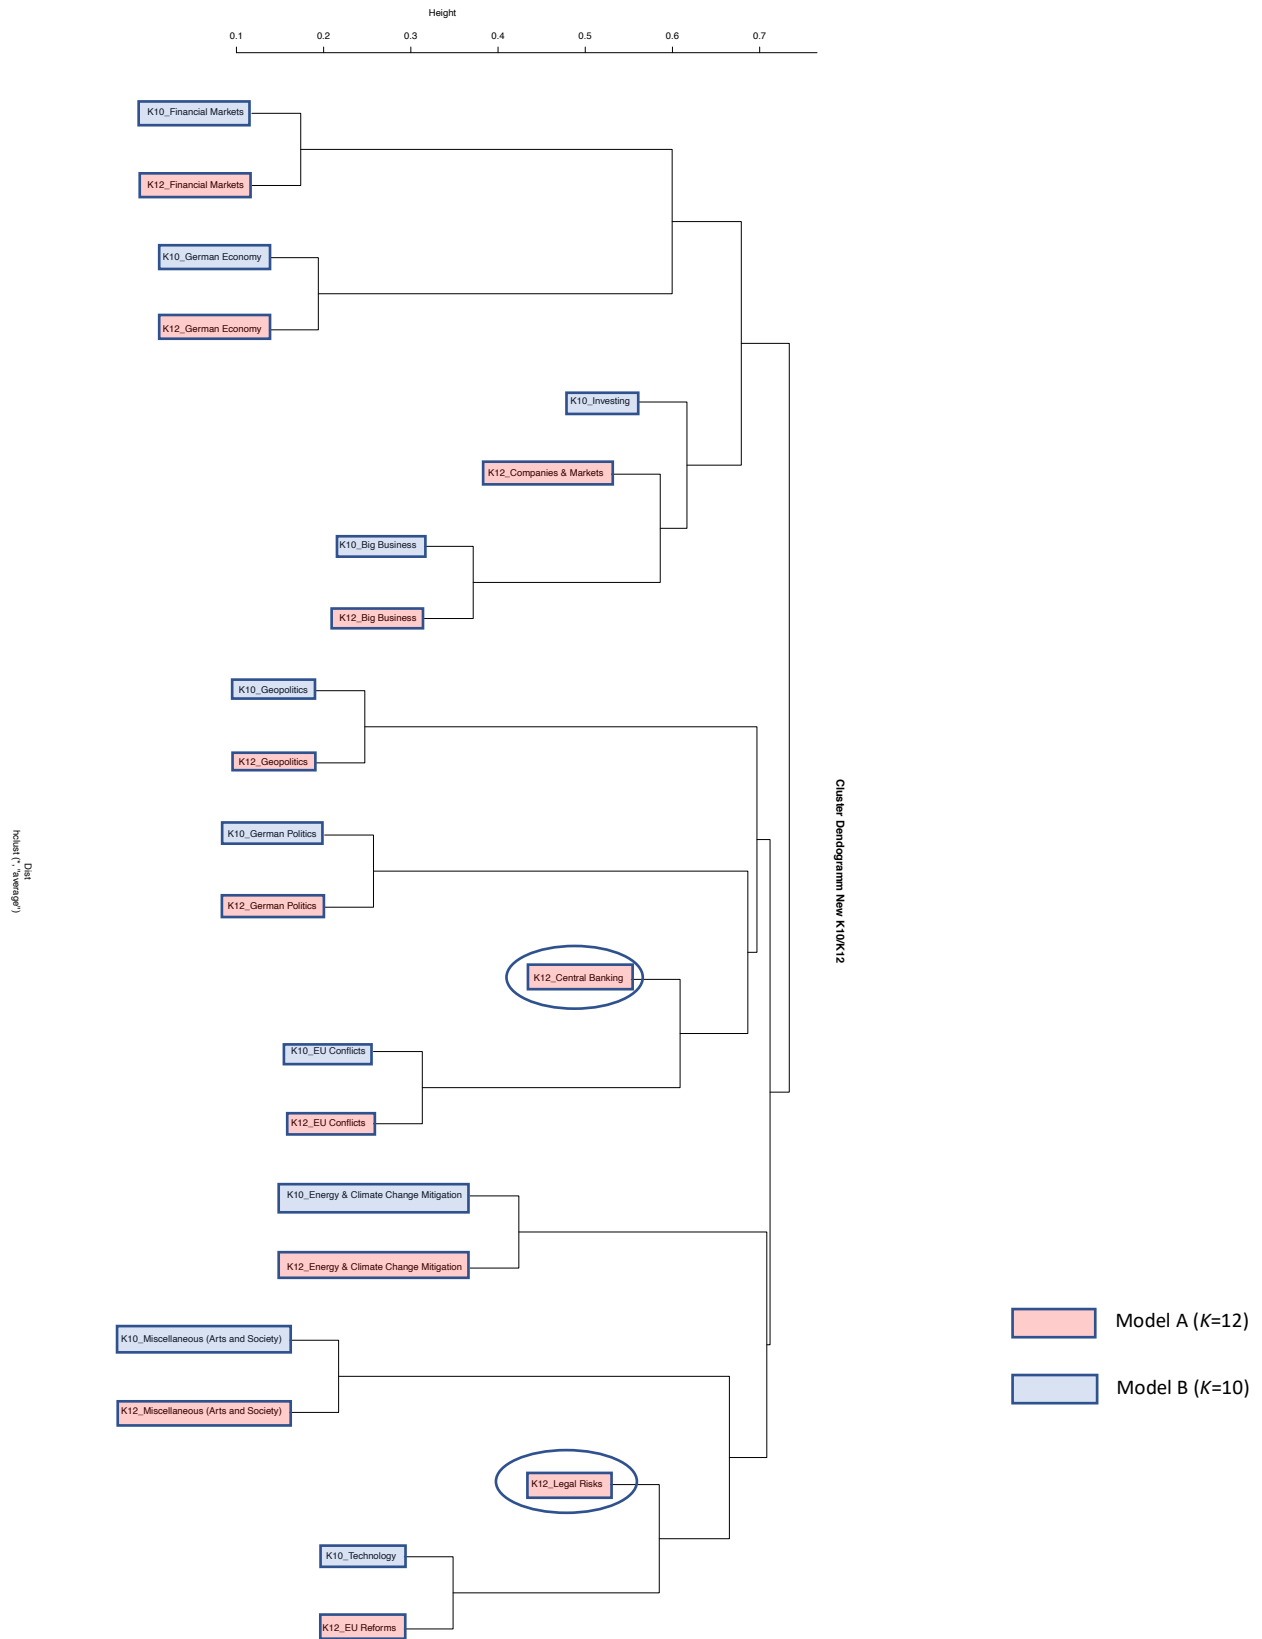 Height
0.1 0.2 0.3 0.4 0.5 0.6 0.7
K10_Financial Markets
K12_Financial Markets
K10_German Economy
K12_German Economy
K10_Investing
K12_Companies & Markets
K10_Big Business
K12_Big Business
K10_Geopolitics
K12_Geopolitics
K10_German Politics
K12_German Politics
K12_Central Banking
K10_EU Conflicts
K12_EU Conflicts
K10_Energy & Climate Change Mitigation
K12_Energy & Climate Change Mitigation
K10_Miscellaneous (Arts and Society)
K12_Miscellaneous (Arts and Society)
K12_Legal Risks
K10_Technology
K12_EU Reforms
Cluster Dendogramm New K10/K12
Dist
hclust (*, "average")
Model A (K=12)
Model B (K=10)